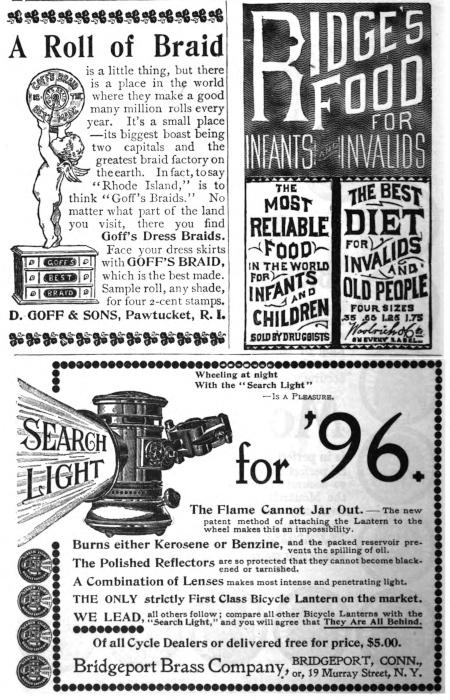 A Roll of Braid
is a little thing, but there
is a place in the world
where they make a good
many million rolls every
year. It's a small place
—its biggest boast being
two capitals and the
greatest braid factory on
the earth. In fact, to say
"Rhode Island," is to
think "Goff's Braids." No
matter what part of the land
you visit, there you find
Goff's Dress Braids.
Face your dress skirts
with GOFF'S BRAID,
which is the best made.
Sample roll, any shade,
for four 2-cent stamps.
GOFF'S BRAID
IS THE
BEST MADE
GOFF'S
BEST
BRAID
D. GOFF & SONS, Pawtucket, R. I.
RIDGE'S
FOOD
FOR
INFANTS AND INVALIDS
THE
MOST
RELIABLE
FOOD
IN THE WORLD
FOR
INFANTS
AND
CHILDREN
SOLD BY DRUGGISTS
THE BEST
DIET
FOR
INVALIDS
AND
OLD PEOPLE
FOUR SIZES
.35 .65 1.25 1.75
Woolrich & Co.
ON EVERY LABEL
Wheeling at night
With the "Search Light"
—Is a Pleasure.
SEARCH
LIGHT
for '96.
The Flame Cannot Jar Out. — The new
patent method of attaching the Lantern to the
wheel makes this an impossibility.
Burns either Kerosene or Benzine, and the packed reservoir pre-
vents the spilling of oil.
The Polished Reflectors are so protected that they cannot become black-
ened or tarnished.
A Combination of Lenses makes most intense and penetrating light.
THE ONLY strictly First Class Bicycle Lantern on the market.
WE LEAD, all others follow; compare all other Bicycle Lanterns with the
"Search Light," and you will agree that They Are All Behind.
Of all Cycle Dealers or delivered free for price, $5.00.
Bridgeport Brass Company, BRIDGEPORT, CONN.,
or, 19 Murray Street, N. Y.